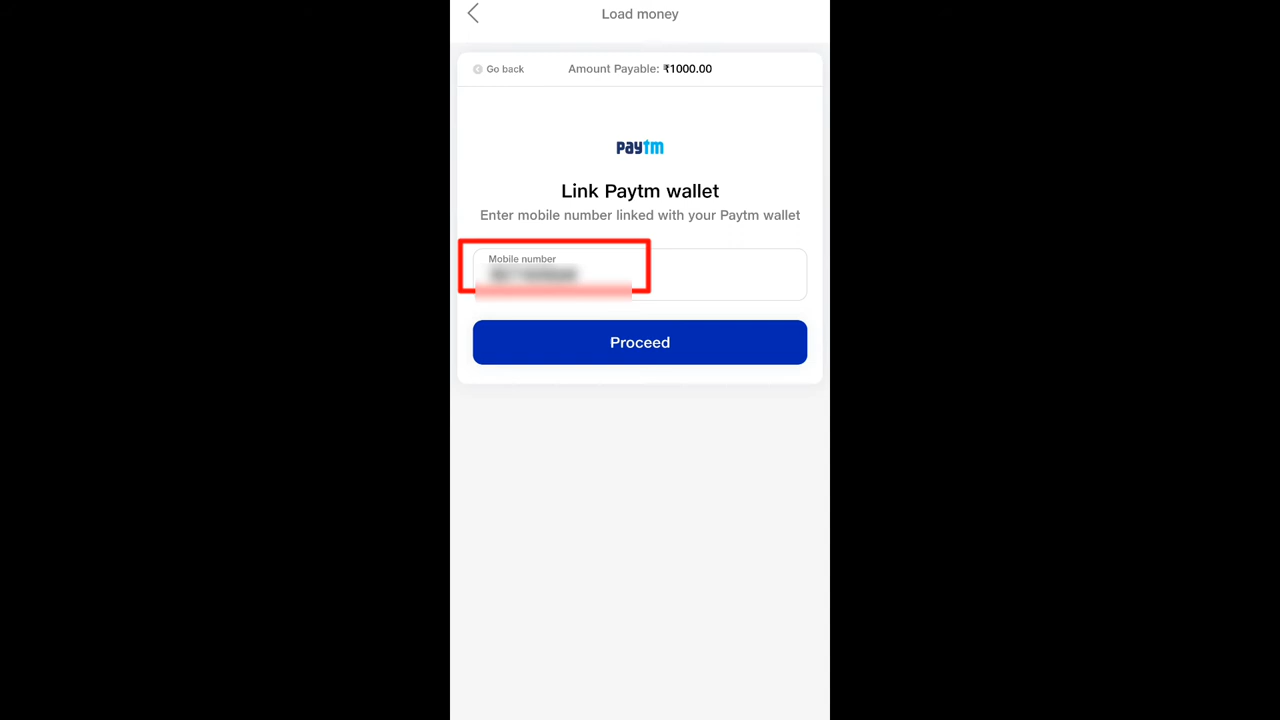 Load money
Go back
Amount Payable: ₹1000.00
paytm
Link Paytm wallet
Enter mobile number linked with your Paytm wallet
Mobile number
Proceed